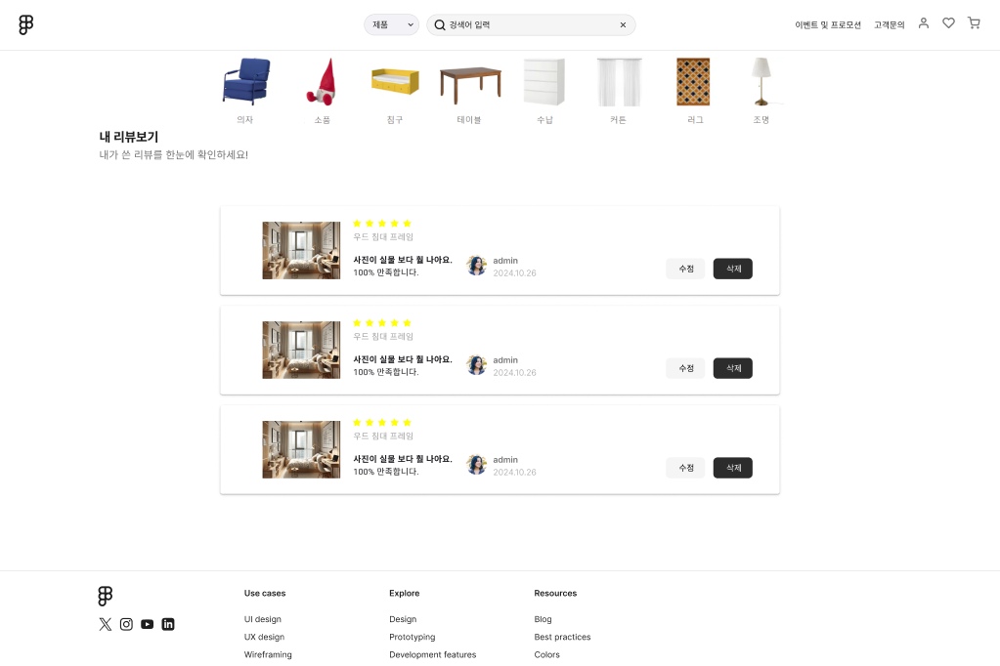 제품
검색어 입력
이벤트 및 프로모션 고객문의
의자 소품 침구 테이블 수납 커튼 러그 조명
내 리뷰보기
내가 쓴 리뷰를 한눈에 확인하세요!
우드 침대 프레임
사진이 실물 보다 훨 나아요.
100% 만족합니다.
admin
2024.10.26
수정 삭제
우드 침대 프레임
사진이 실물 보다 훨 나아요.
100% 만족합니다.
admin
2024.10.26
수정 삭제
우드 침대 프레임
사진이 실물 보다 훨 나아요.
100% 만족합니다.
admin
2024.10.26
수정 삭제
Use cases
UI design
UX design
Wireframing
Explore
Design
Prototyping
Development features
Resources
Blog
Best practices
Colors